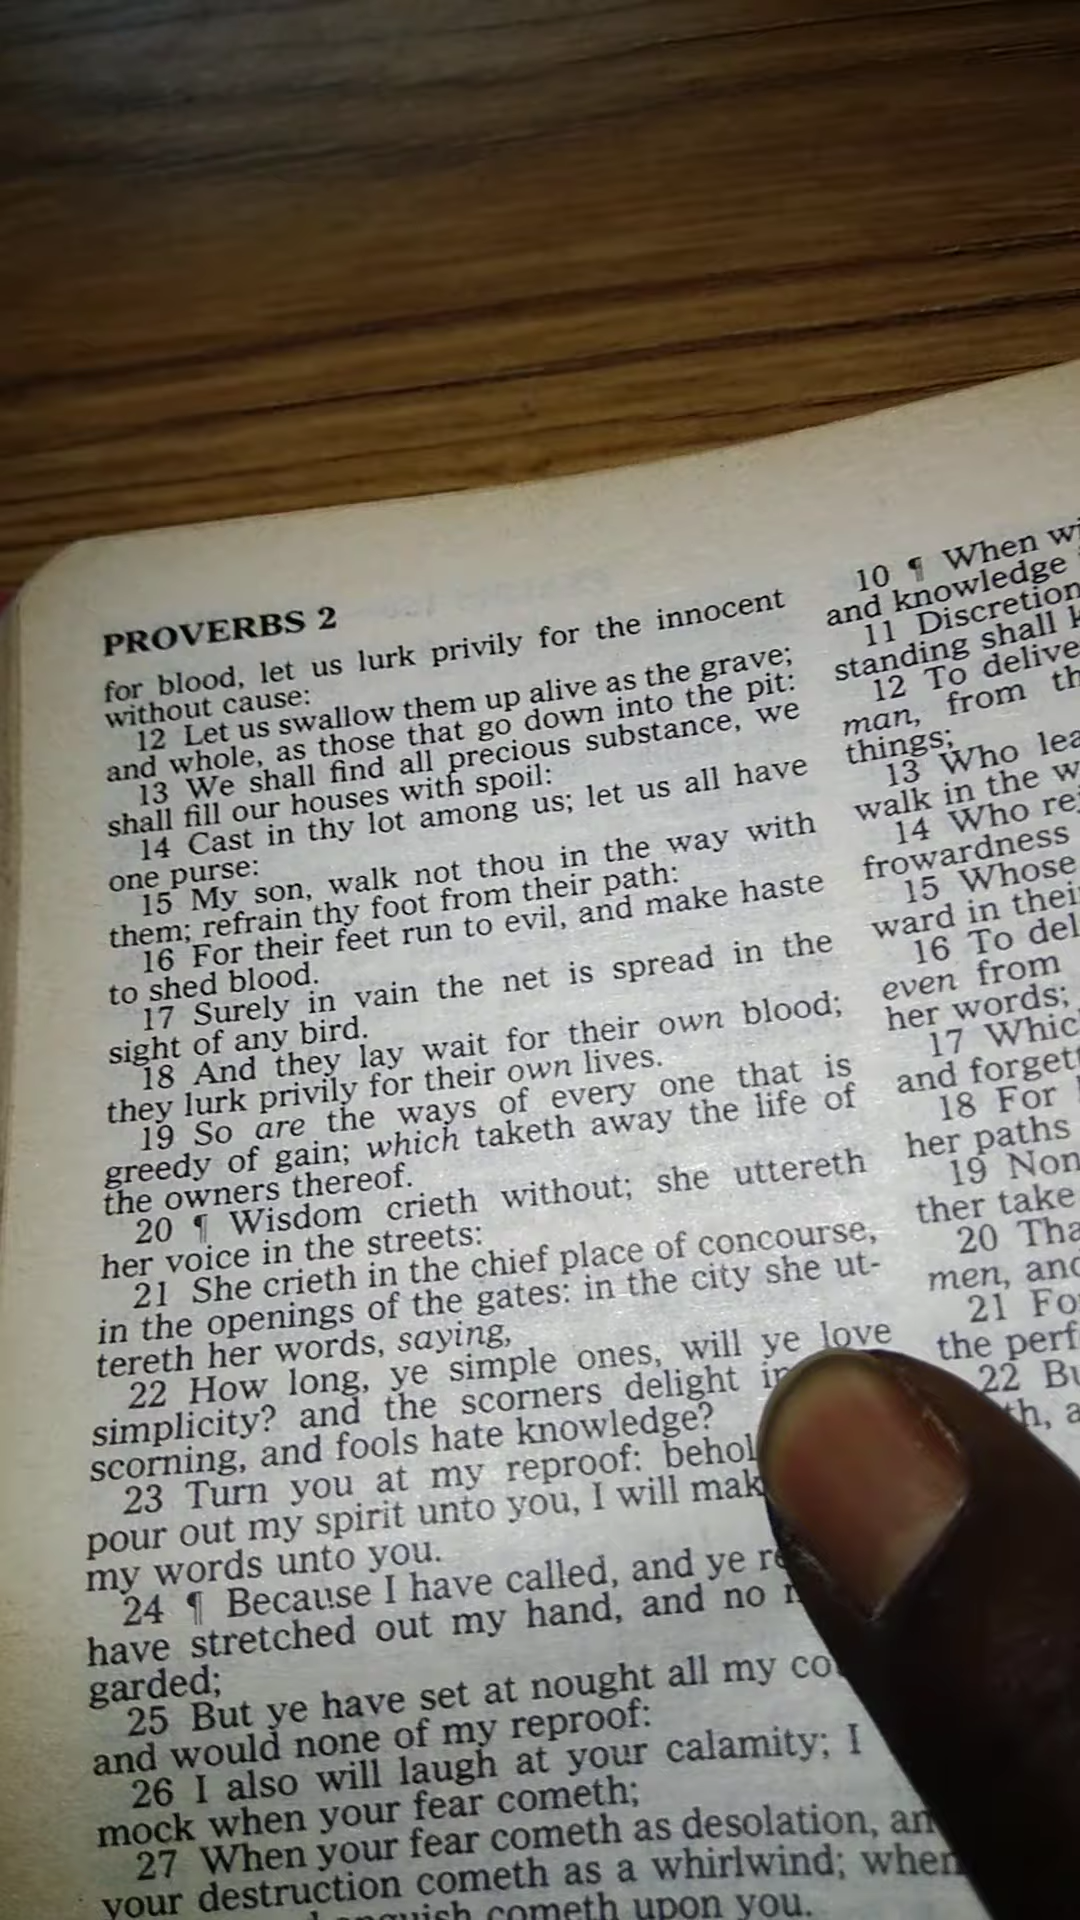 PROVERBS 2
for blood, let us lurk privily for the innocent
without cause:
12 Let us swallow them up alive as the grave;
and whole, as those that go down into the pit:
13 We shall find all precious substance, we
shall fill our houses with spoil:
14 Cast in thy lot among us; let us all have
one purse:
15 My son, walk not thou in the way with
them; refrain thy foot from their path:
16 For their feet run to evil, and make haste
to shed blood.
17 Surely in vain the net is spread in the
sight of any bird.
18 And they lay wait for their own blood;
they lurk privily for their own lives.
19 So are the ways of every one that is
greedy of gain; which taketh away the life of
the owners thereof.
20 ¶ Wisdom crieth without; she uttereth
her voice in the streets:
21 She crieth in the chief place of concourse,
in the openings of the gates: in the city she ut-
tereth her words, saying,
22 How long, ye simple ones, will ye love
simplicity? and the scorners delight
scorning, and fools hate knowledge?
23 Turn you at my reproof:
pour out my spirit unto you, I will
my words unto you.
24 ¶ Because I have called, and ye
have stretched out my hand, and no
garded;
25 But ye have set at nought all my
and would none of my reproof:
26 I also will laugh at your calamity; I
mock when your fear cometh;
27 When your fear cometh as desolation,
your destruction cometh as a whirlwind; when
cometh upon you.
10 ¶ When
and knowledge
11 Discretion
standing shall
12 To
man, from
things;
13 Who
walk in the
14 Who
frowardness
15 Whose
ward in
16 To
even from
her words;
17
and
18 For
her paths
19
ther take
20
men,
21
the
22